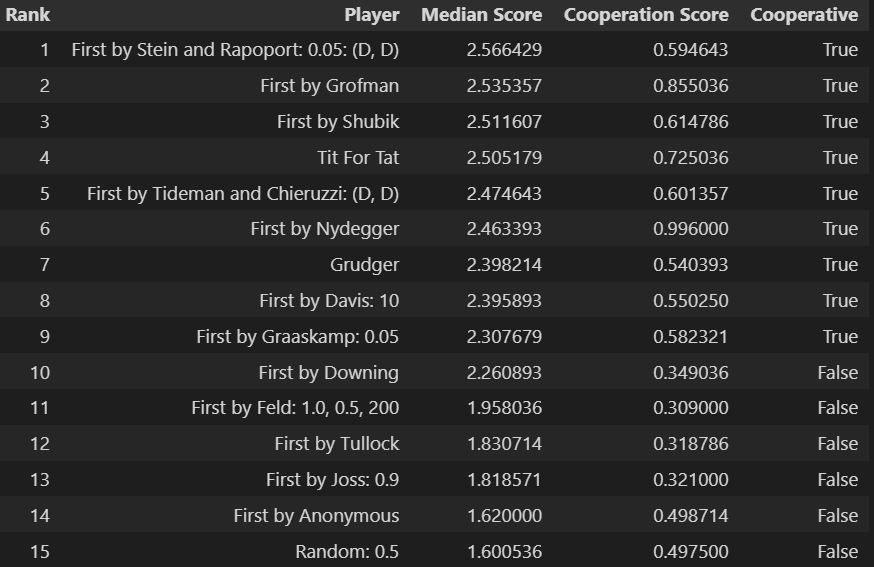 Rank Player Median Score Cooperation Score Cooperative
1 First by Stein and Rapoport: 0.05: (D, D) 2.566429 0.594643 True
2 First by Grofman 2.535357 0.855036 True
3 First by Shubik 2.511607 0.614786 True
4 Tit For Tat 2.505179 0.725036 True
5 First by Tideman and Chieruzzi: (D, D) 2.474643 0.601357 True
6 First by Nydegger 2.463393 0.996000 True
7 Grudger 2.398214 0.540393 True
8 First by Davis: 10 2.395893 0.550250 True
9 First by Graaskamp: 0.05 2.307679 0.582321 True
10 First by Downing 2.260893 0.349036 False
11 First by Feld: 1.0, 0.5, 200 1.958036 0.309000 False
12 First by Tullock 1.830714 0.318786 False
13 First by Joss: 0.9 1.818571 0.321000 False
14 First by Anonymous 1.620000 0.498714 False
15 Random: 0.5 1.600536 0.497500 False